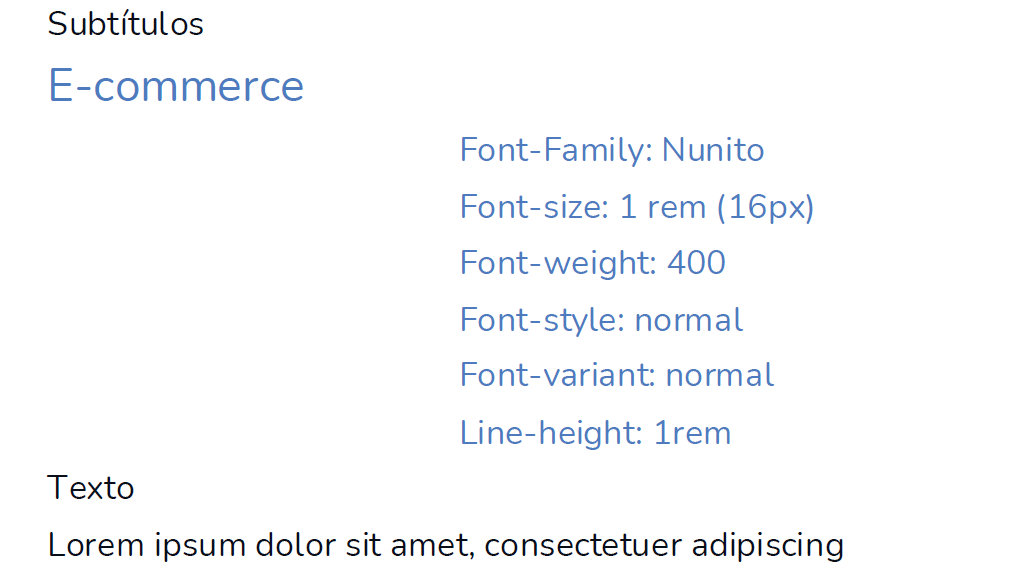 Subtítulos
E-commerce
Font-Family: Nunito
Font-size: 1 rem (16px)
Font-weight: 400
Font-style: normal
Font-variant: normal
Line-height: 1rem
Texto
Lorem ipsum dolor sit amet, consectetuer adipiscing